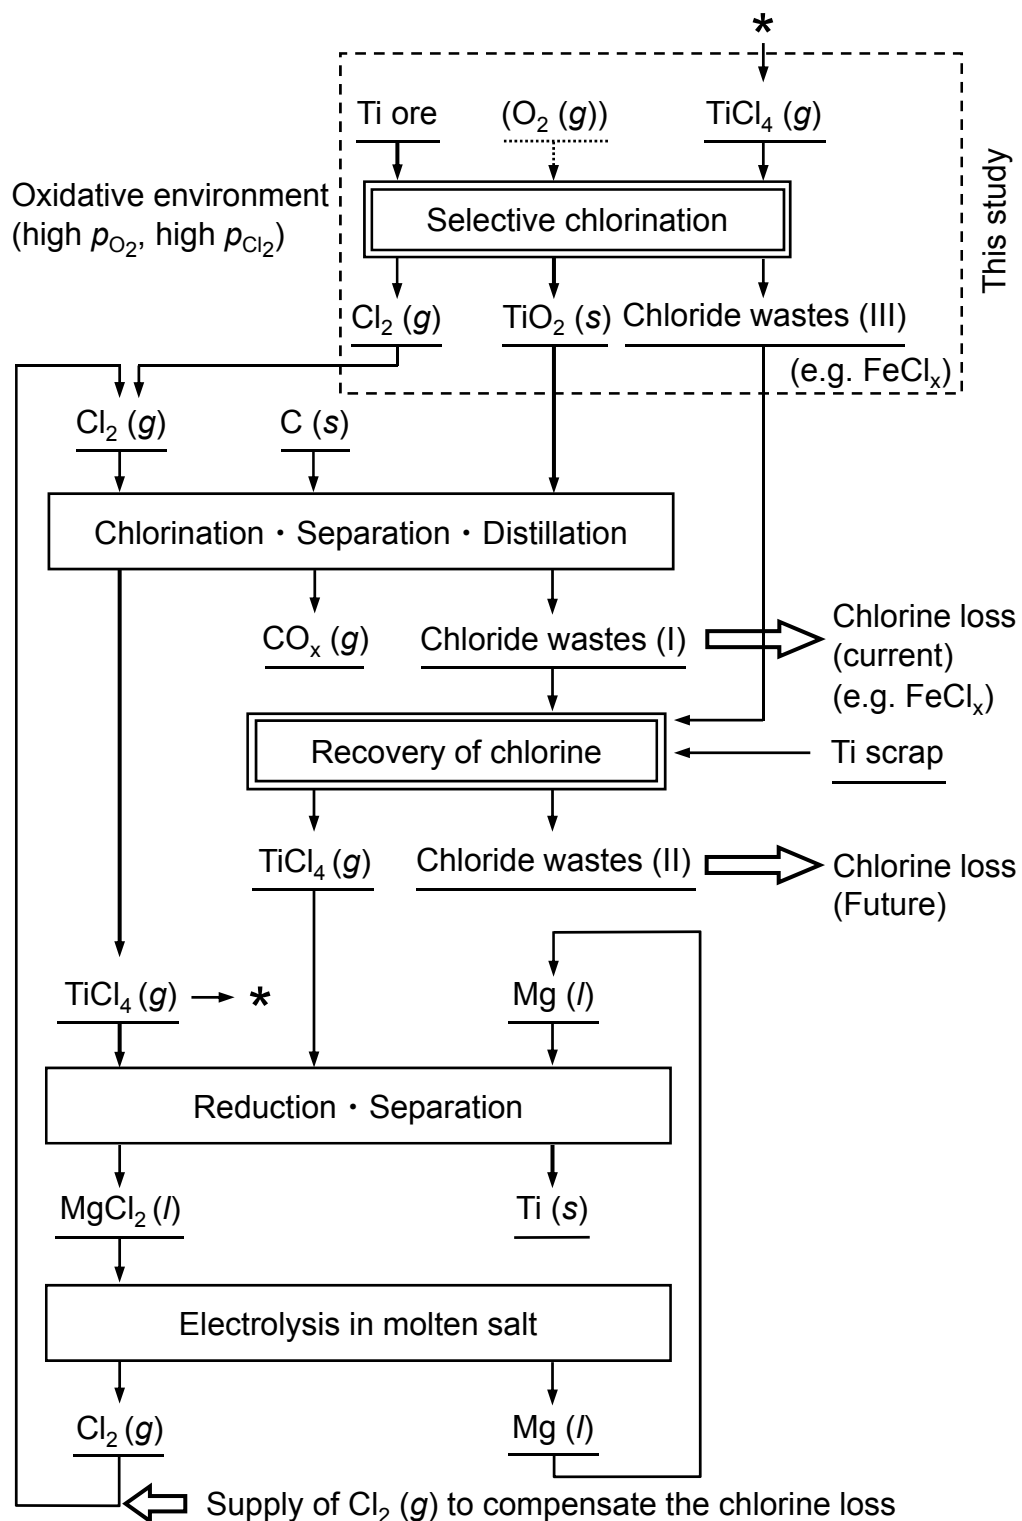 *
Ti ore
(O₂ (g))
TiCl₄ (g)
This study
Oxidative environment
(high pO₂, high pCl₂)
Selective chlorination
Cl₂ (g)
TiO₂ (s)
Chloride wastes (III)
(e.g. FeClₓ)
Cl₂ (g)
C (s)
Chlorination・Separation・Distillation
COₓ (g)
Chloride wastes (I)
Chlorine loss
(current)
(e.g. FeClₓ)
Recovery of chlorine
Ti scrap
TiCl₄ (g)
Chloride wastes (II)
Chlorine loss
(Future)
TiCl₄ (g)
*
Mg (l)
Reduction・Separation
MgCl₂ (l)
Ti (s)
Electrolysis in molten salt
Cl₂ (g)
Mg (l)
Supply of Cl₂ (g) to compensate the chlorine loss